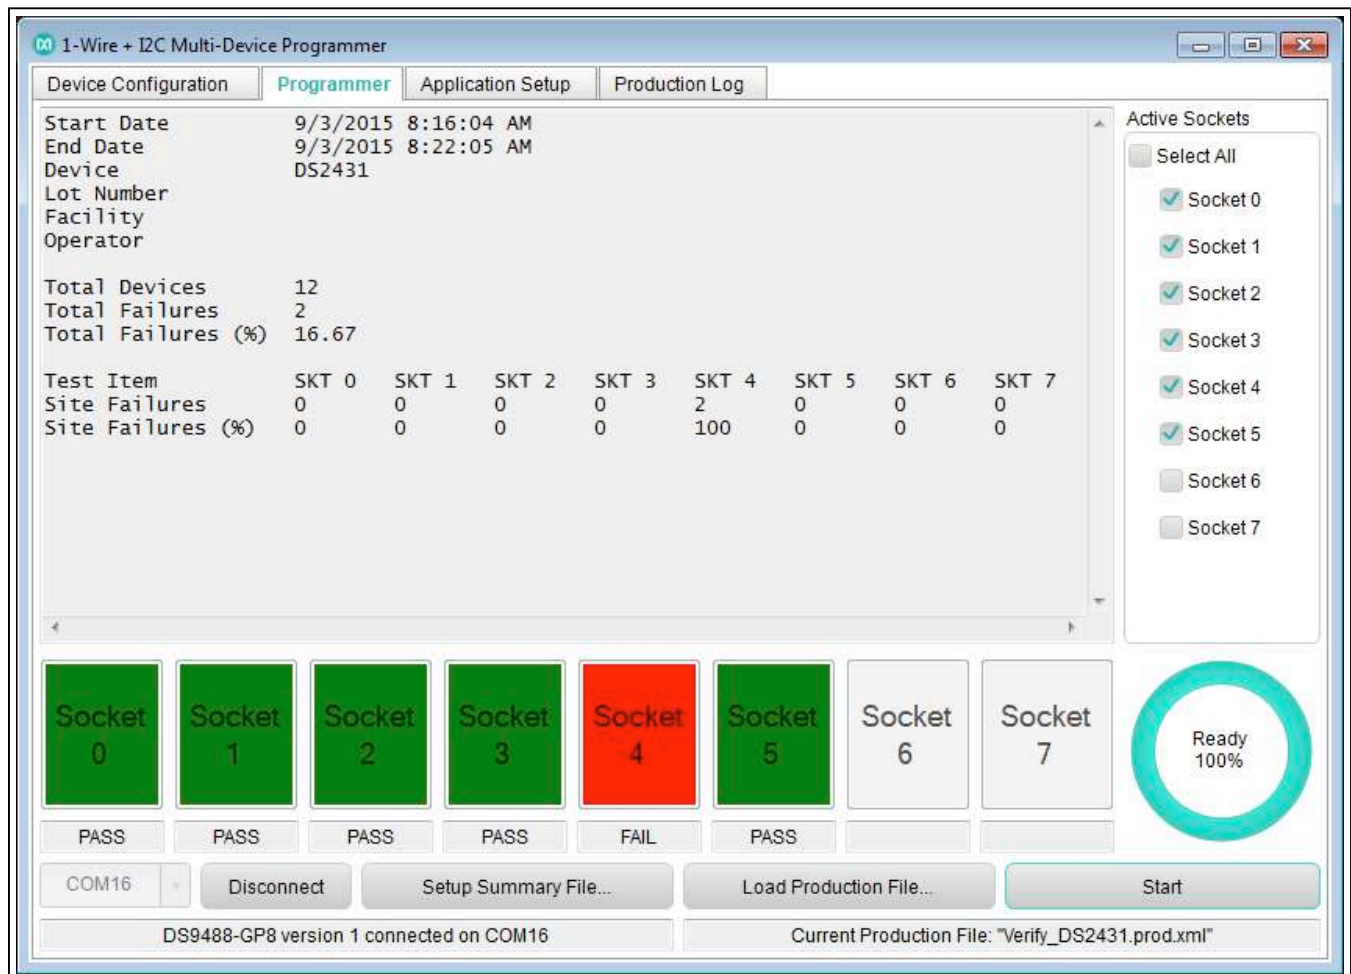 1-Wire + I2C Multi-Device Programmer
Device Configuration Programmer Application Setup Production Log
Start Date 9/3/2015 8:16:04 AM
End Date 9/3/2015 8:22:05 AM
Device DS2431
Lot Number
Facility
Operator
Total Devices 12
Total Failures 2
Total Failures (%) 16.67
Test Item SKT 0 SKT 1 SKT 2 SKT 3 SKT 4 SKT 5 SKT 6 SKT 7
Site Failures 0 0 0 0 2 0 0 0
Site Failures (%) 0 0 0 0 100 0 0 0
Active Sockets
Select All
Socket 0
Socket 1
Socket 2
Socket 3
Socket 4
Socket 5
Socket 6
Socket 7
Socket 0
Socket 1
Socket 2
Socket 3
Socket 4
Socket 5
Socket 6
Socket 7
Ready
100%
PASS PASS PASS PASS FAIL PASS
COM16 Disconnect Setup Summary File... Load Production File... Start
DS9488-GP8 version 1 connected on COM16 Current Production File: "Verify_DS2431.prod.xml"